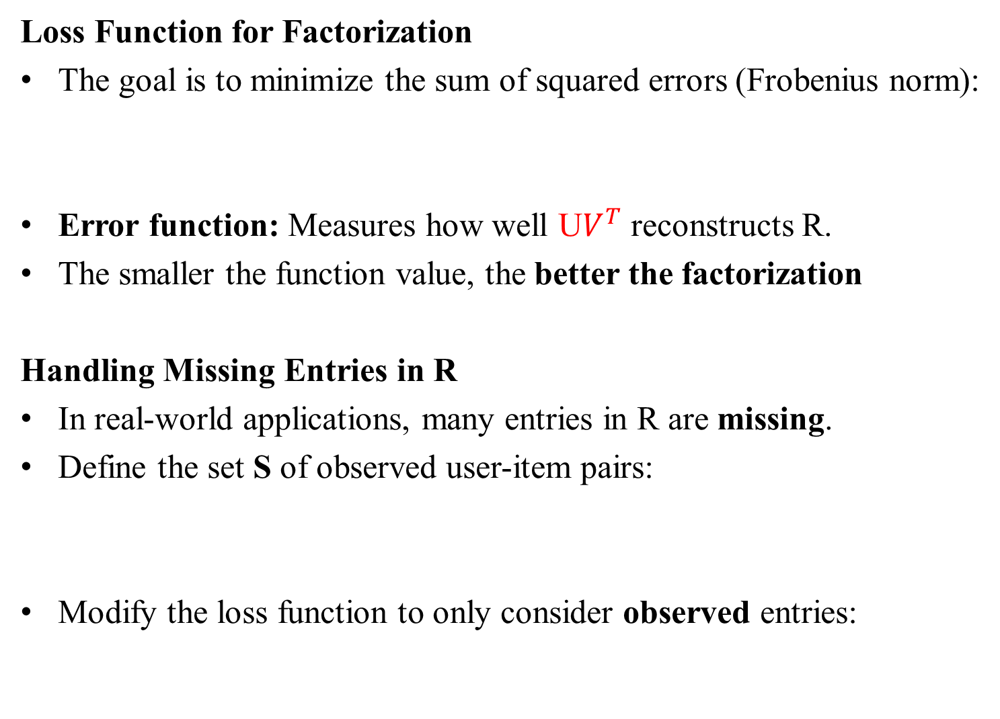 Loss Function for Factorization
• The goal is to minimize the sum of squared errors (Frobenius norm):
• Error function: Measures how well U𝑉ᵀ reconstructs R.
• The smaller the function value, the better the factorization
Handling Missing Entries in R
• In real-world applications, many entries in R are missing.
• Define the set S of observed user-item pairs:
• Modify the loss function to only consider observed entries: